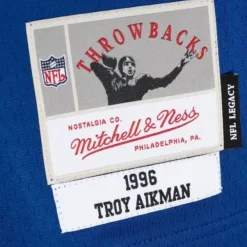 THROWBACKS
NFL
NOSTALGIA CO.
Mitchell & Ness
PHILADELPHIA, PA.
NFL LEGACY
1996
TROY AIKMAN